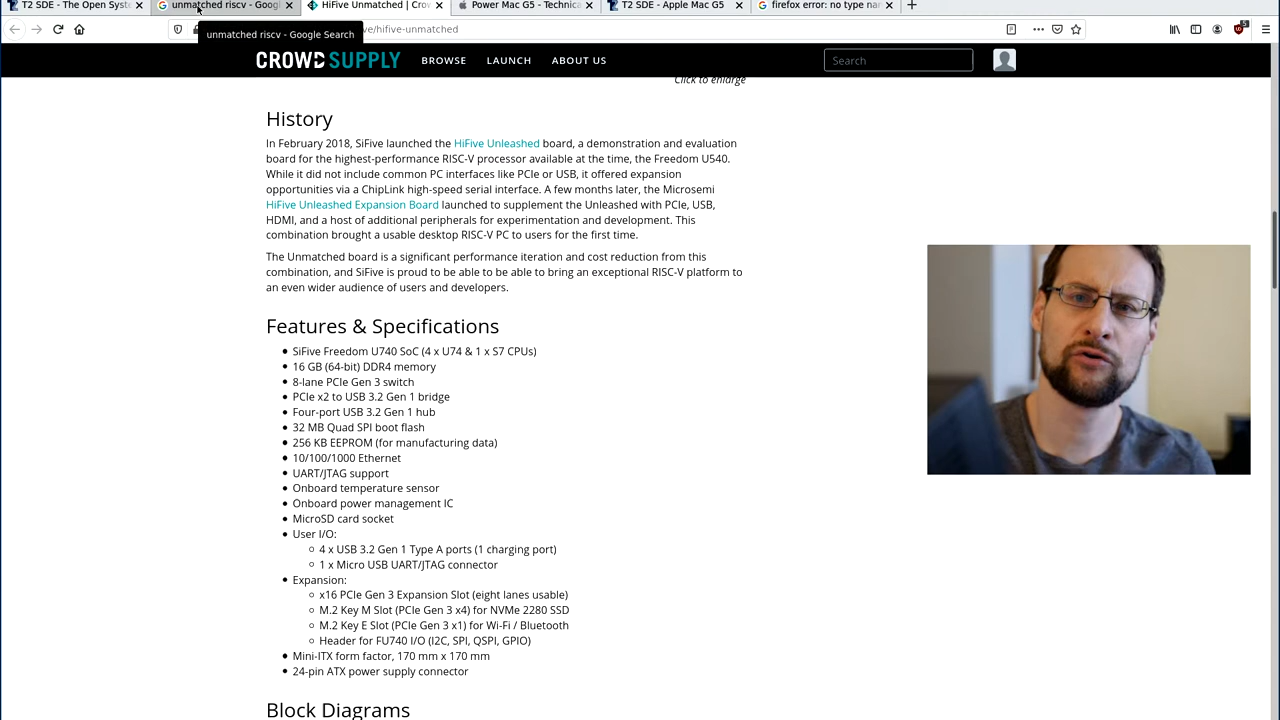 T2 SDE - The Open Syst
unmatched riscv - Googl
HiFive Unmatched | Crow
Power Mac G5 - Technica
T2 SDE - Apple Mac G5
firefox error: no type nam
unmatched riscv - Google Search
ve/hifive-unmatched
CROWD SUPPLY BROWSE LAUNCH ABOUT US Search
Click to enlarge
History
In February 2018, SiFive launched the HiFive Unleashed board, a demonstration and evaluation
board for the highest-performance RISC-V processor available at the time, the Freedom U540.
While it did not include common PC interfaces like PCIe or USB, it offered expansion
opportunities via a ChipLink high-speed serial interface. A few months later, the Microsemi
HiFive Unleashed Expansion Board launched to supplement the Unleashed with PCIe, USB,
HDMI, and a host of additional peripherals for experimentation and development. This
combination brought a usable desktop RISC-V PC to users for the first time.
The Unmatched board is a significant performance iteration and cost reduction from this
combination, and SiFive is proud to be able to be able to bring an exceptional RISC-V platform to
an even wider audience of users and developers.
Features & Specifications
SiFive Freedom U740 SoC (4 x U74 & 1 x S7 CPUs)
16 GB (64-bit) DDR4 memory
8-lane PCIe Gen 3 switch
PCIe x2 to USB 3.2 Gen 1 bridge
Four-port USB 3.2 Gen 1 hub
32 MB Quad SPI boot flash
256 KB EEPROM (for manufacturing data)
10/100/1000 Ethernet
UART/JTAG support
Onboard temperature sensor
Onboard power management IC
MicroSD card socket
User I/O:
4 x USB 3.2 Gen 1 Type A ports (1 charging port)
1 x Micro USB UART/JTAG connector
Expansion:
x16 PCIe Gen 3 Expansion Slot (eight lanes usable)
M.2 Key M Slot (PCIe Gen 3 x4) for NVMe 2280 SSD
M.2 Key E Slot (PCIe Gen 3 x1) for Wi-Fi / Bluetooth
Header for FU740 I/O (I2C, SPI, QSPI, GPIO)
Mini-ITX form factor, 170 mm x 170 mm
24-pin ATX power supply connector
Block Diagrams